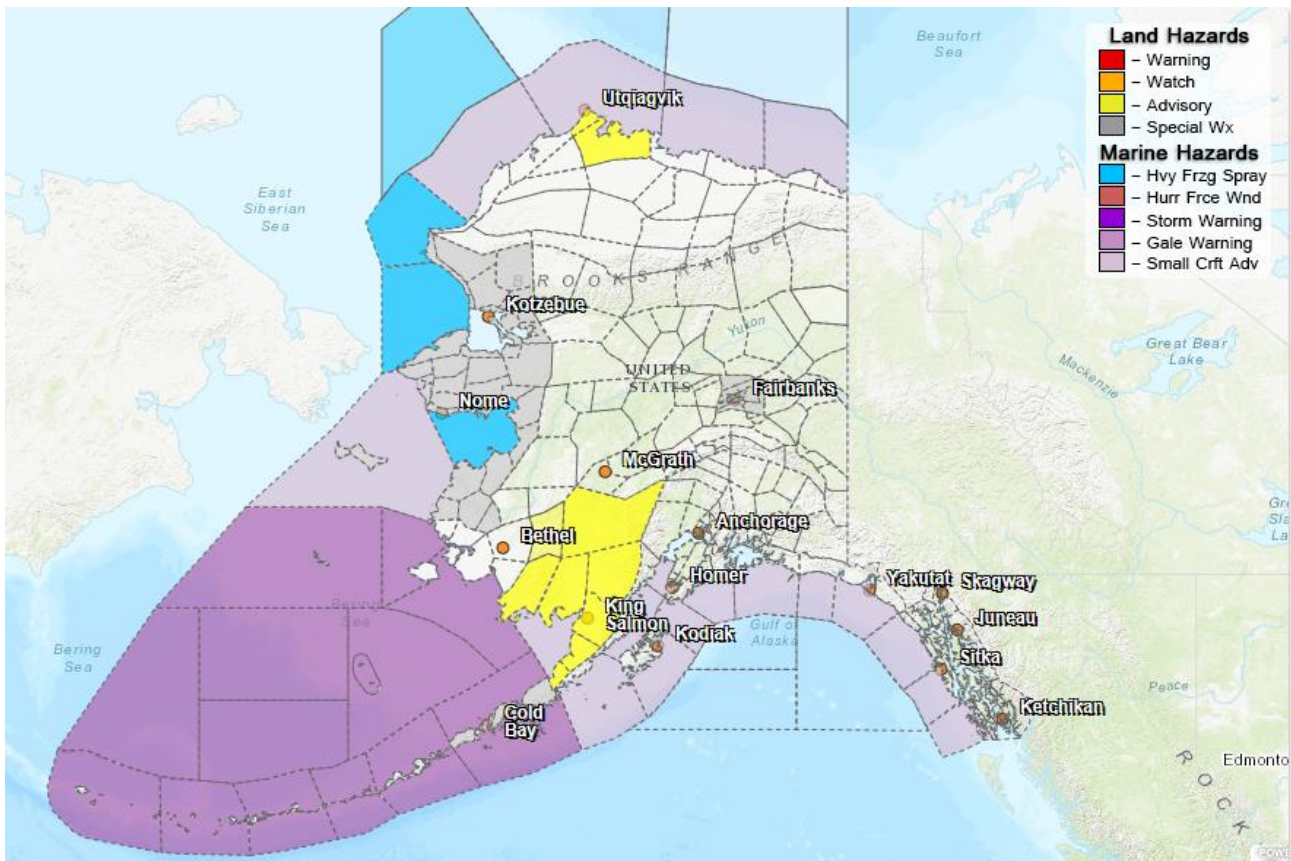 Beaufort
Sea
Land Hazards
– Warning
– Watch
– Advisory
– Special Wx
Marine Hazards
– Hvy Frzg Spray
– Hurr Frce Wnd
– Storm Warning
– Gale Warning
– Small Crft Adv
Utqiagvik
East
Siberian
Sea
BROOKS RANGE
Kotzebue
Yukon
Great Bear
Lake
Mackenzie
UNITED
STATES
Fairbanks
Nome
McGrath
Anchorage
Bethel
Homer
Yakutat
Skagway
King
Salmon
Kodiak
Gulf of
Alaska
Juneau
Bering
Sea
Sitka
Peace
Cold
Bay
Ketchikan
Edmonto
ROCK